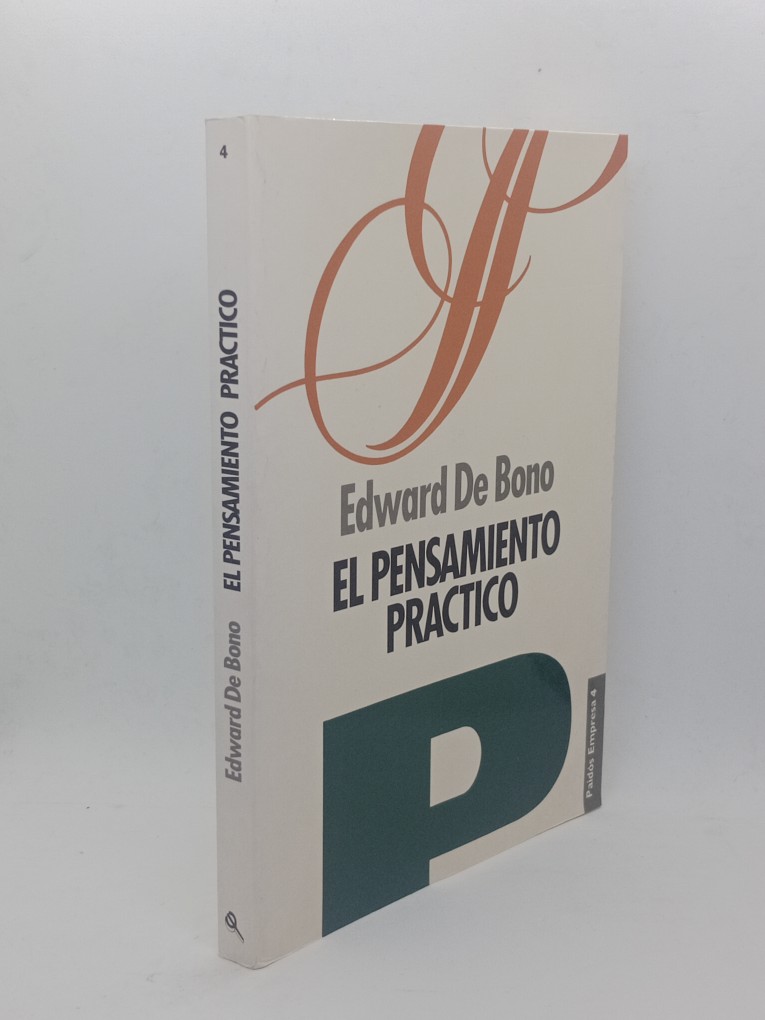 4
Edward De Bono EL PENSAMIENTO PRACTICO
Edward De Bono
EL PENSAMIENTO
PRACTICO
P
Paidós Empresa 4